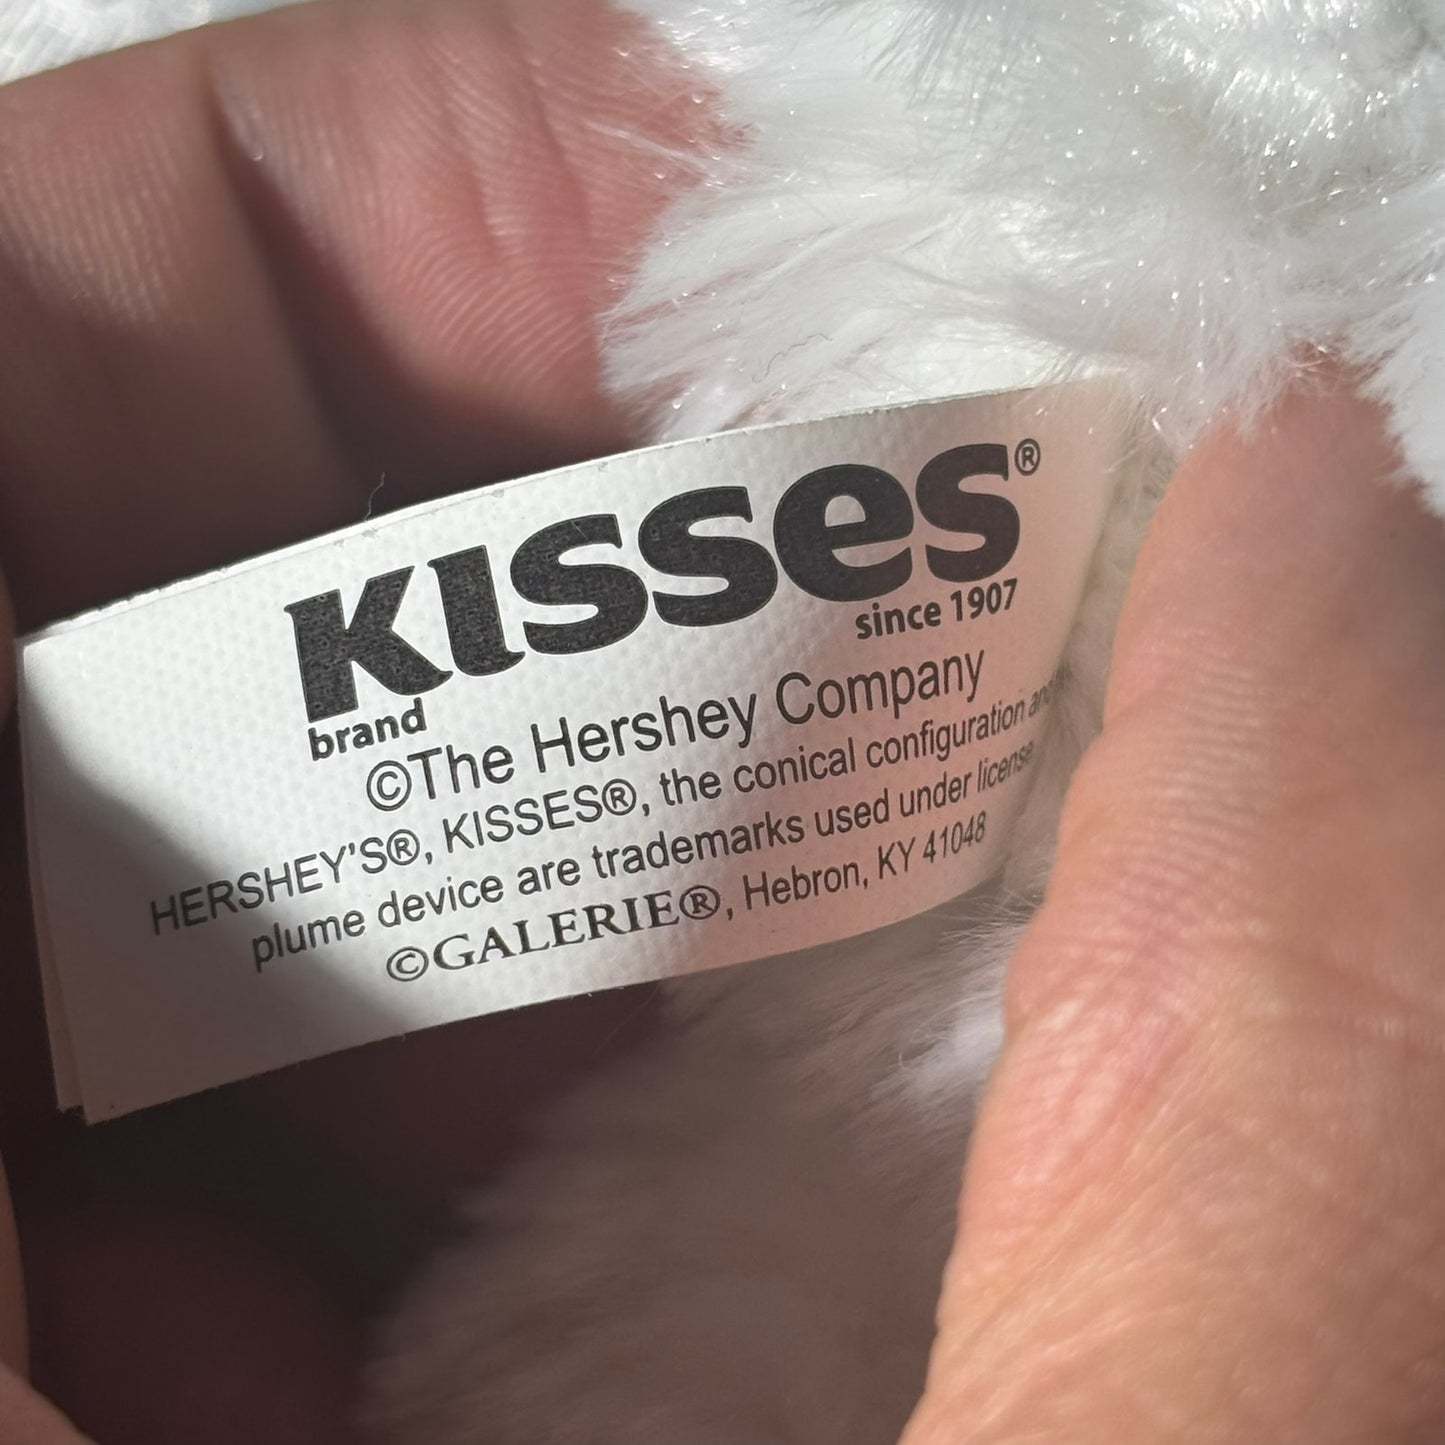 KISSES®
since 1907
brand
©The Hershey Company
HERSHEY'S®, KISSES®, the conical configuration and
plume device are trademarks used under license
©GALERIE®, Hebron, KY 41048